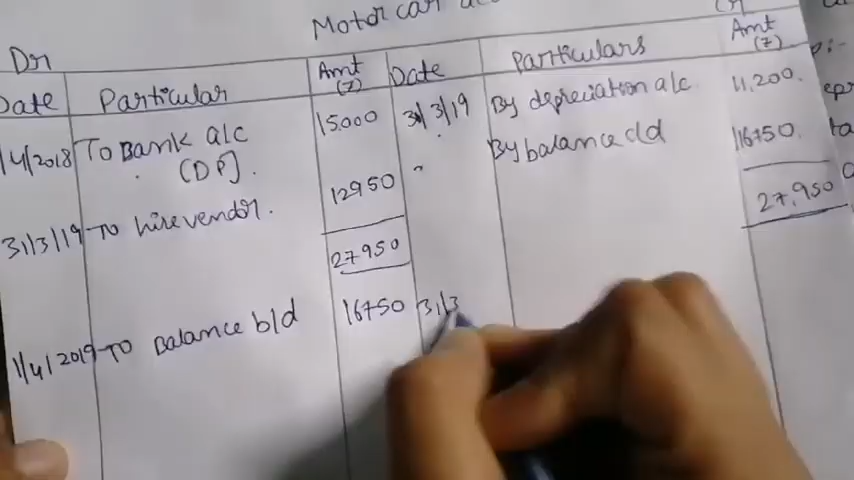 Motor car
Dr
Date Particular Amt (₹) Date Particulars Amt (₹)
1/4/2018 To Bank a/c 15000 31/3/19 By depreciation a/c 11,200.
(DP). " By balance c/d 16750.
31/3/19 To hire vendor. 12950
27950 27,950
1/4/2019 To Balance b/d 16750 31/3